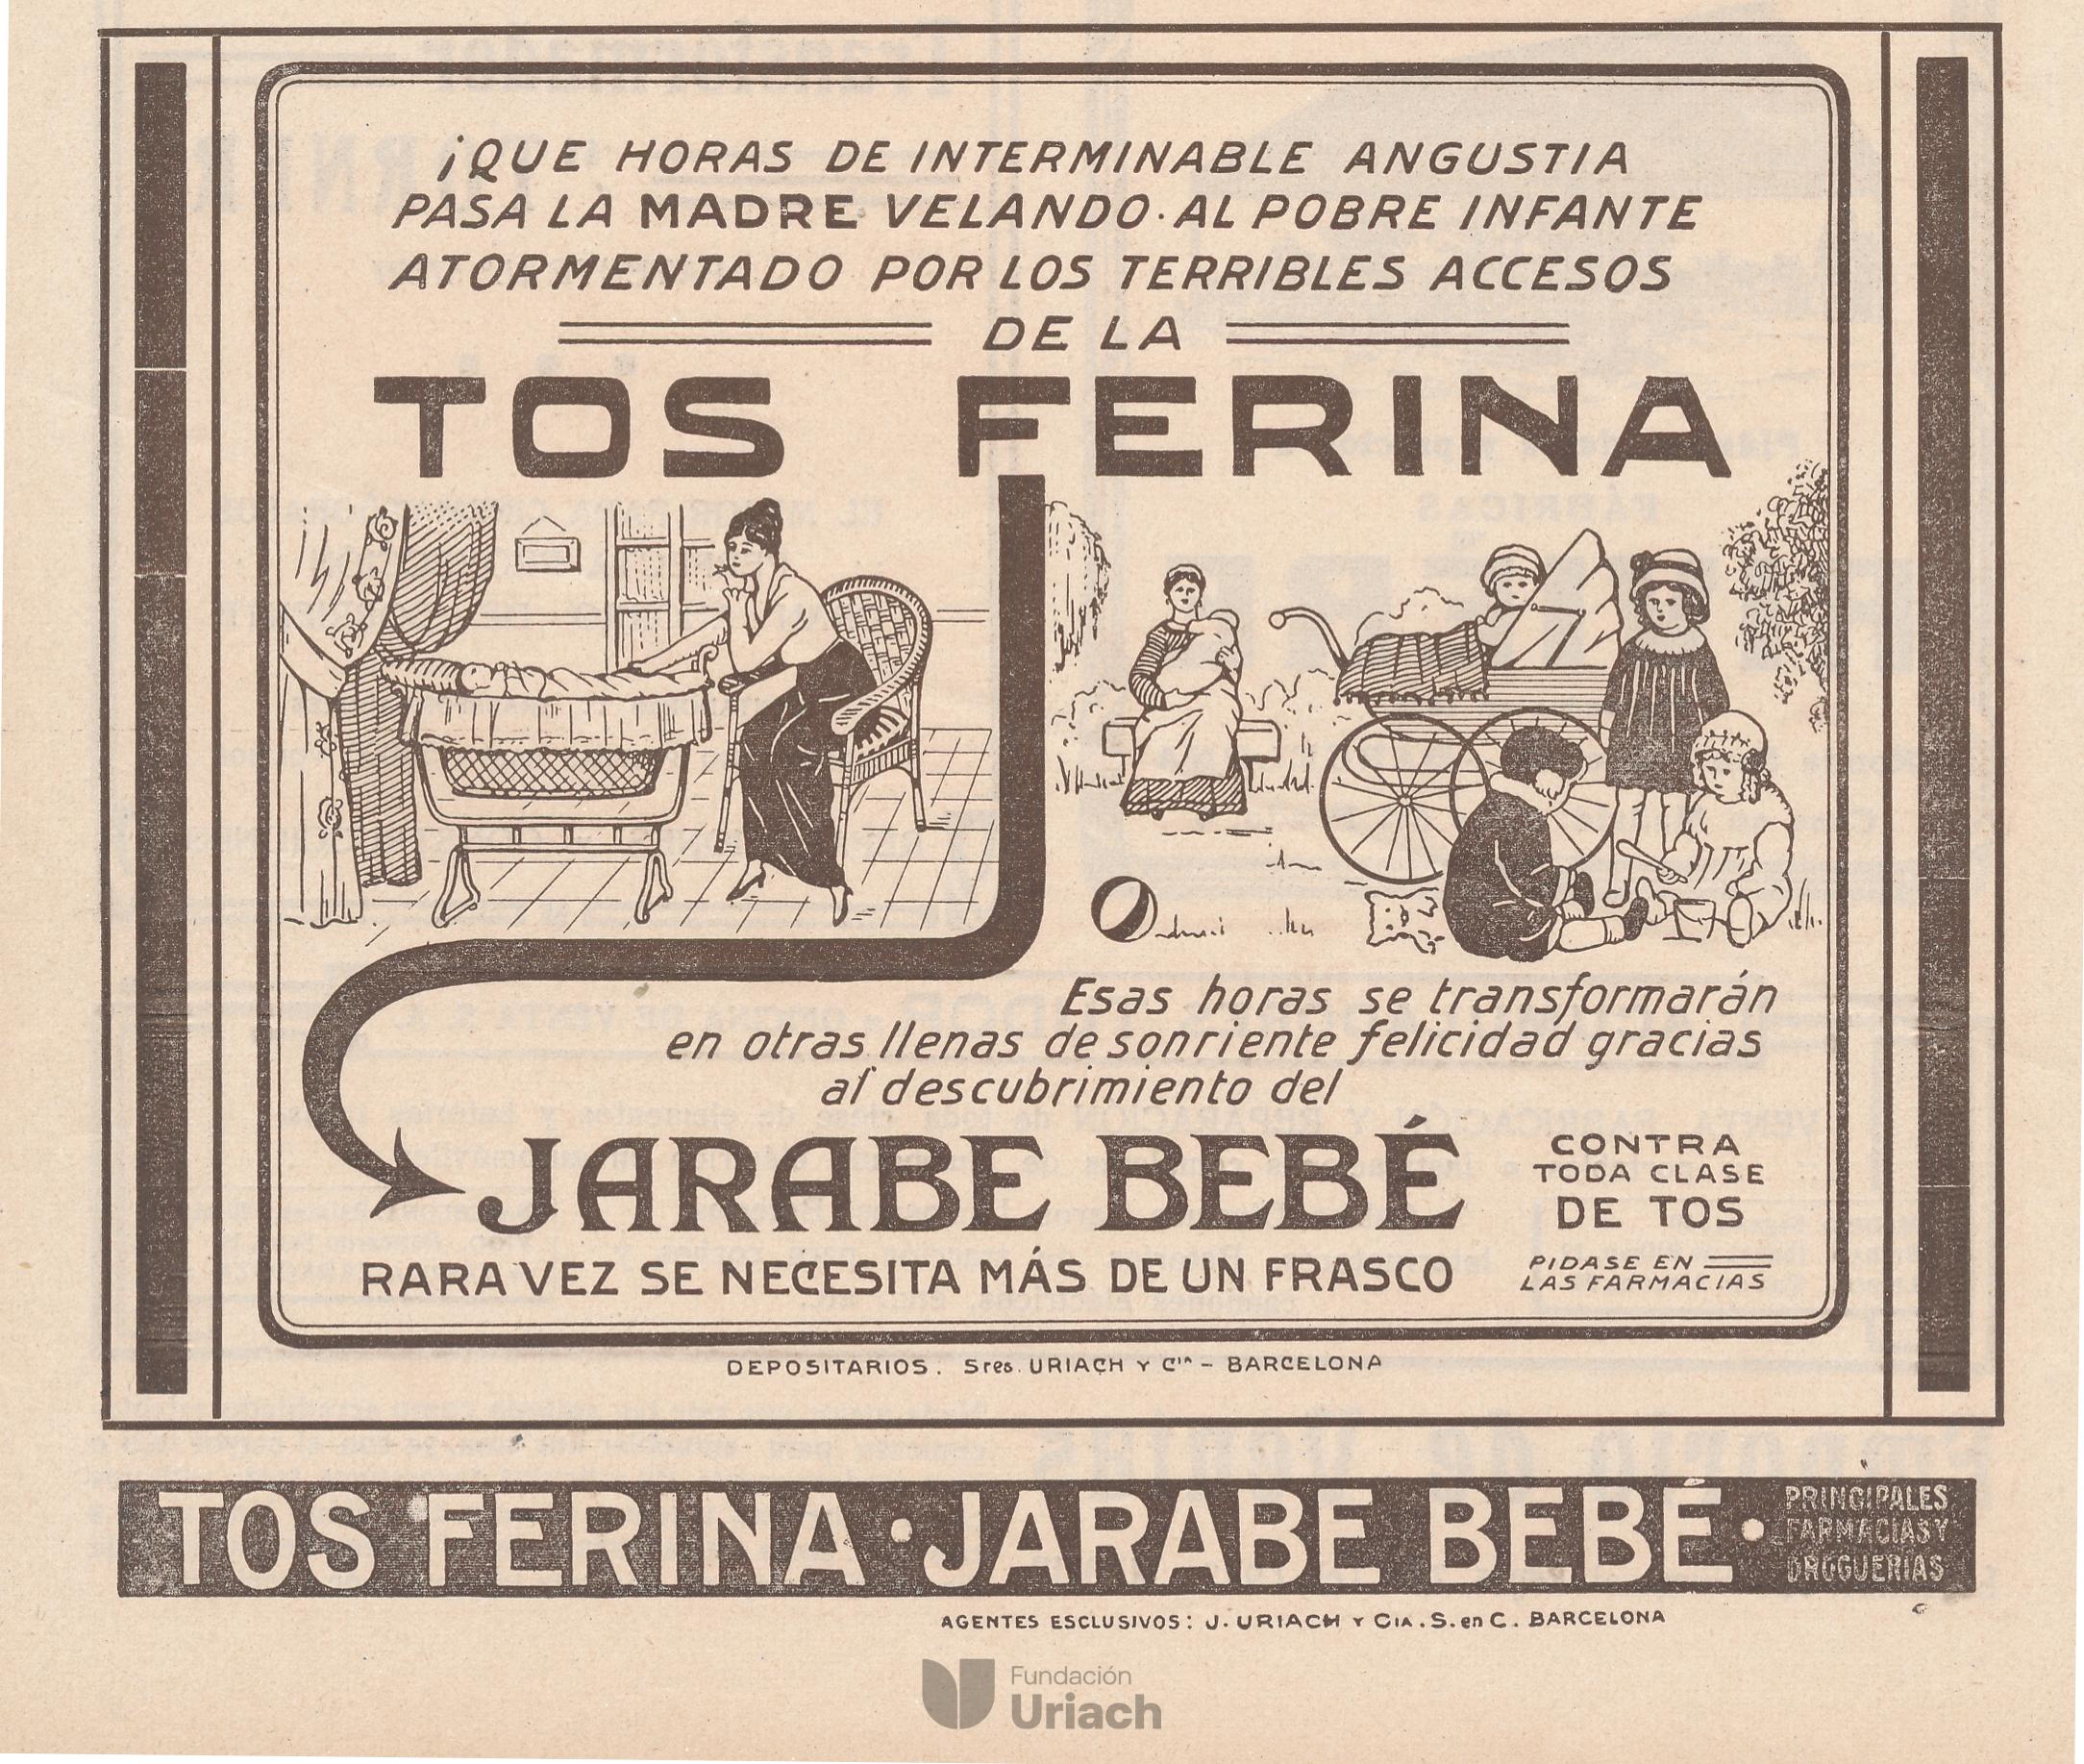 ¡QUE HORAS DE INTERMINABLE ANGUSTIA
PASA LA MADRE VELANDO·AL POBRE INFANTE
ATORMENTADO POR LOS TERRIBLES ACCESOS
DE LA
TOS FERINA
Esas horas se transformarán
en otras llenas de sonriente felicidad gracias
al descubrimiento del
JARABE BEBÉ
CONTRA
TODA CLASE
DE TOS
RARA VEZ SE NECESITA MÁS DE UN FRASCO
PIDASE EN
LAS FARMACIAS
DEPOSITARIOS. Sres. URIACH Y Cia - BARCELONA
TOS FERINA · JARABE BEBÉ ·
PRINCIPALES
FARMACIAS Y
DROGUERIAS
AGENTES ESCLUSIVOS: J. URIACH Y CIA. S. en C. BARCELONA
Fundación
Uriach